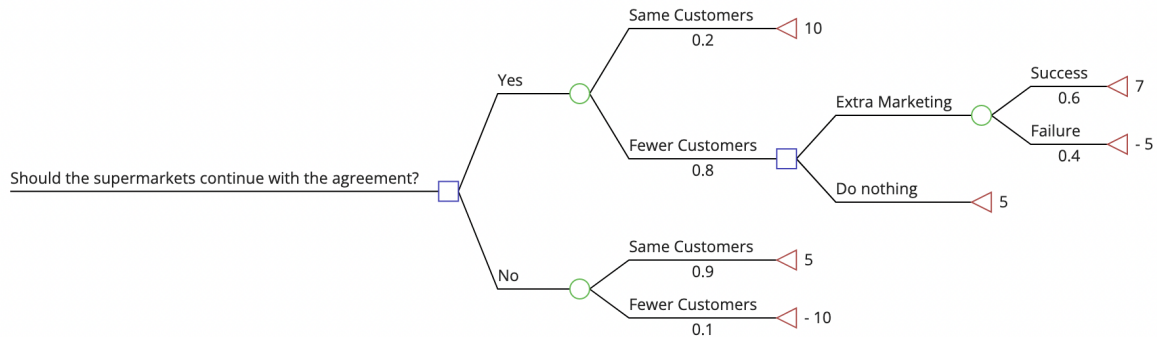 Same Customers
0.2
10
Yes
Success
0.6
7
Extra Marketing
Failure
0.4
- 5
Fewer Customers
0.8
Should the supermarkets continue with the agreement?
Do nothing
5
Same Customers
0.9
5
No
Fewer Customers
0.1
- 10